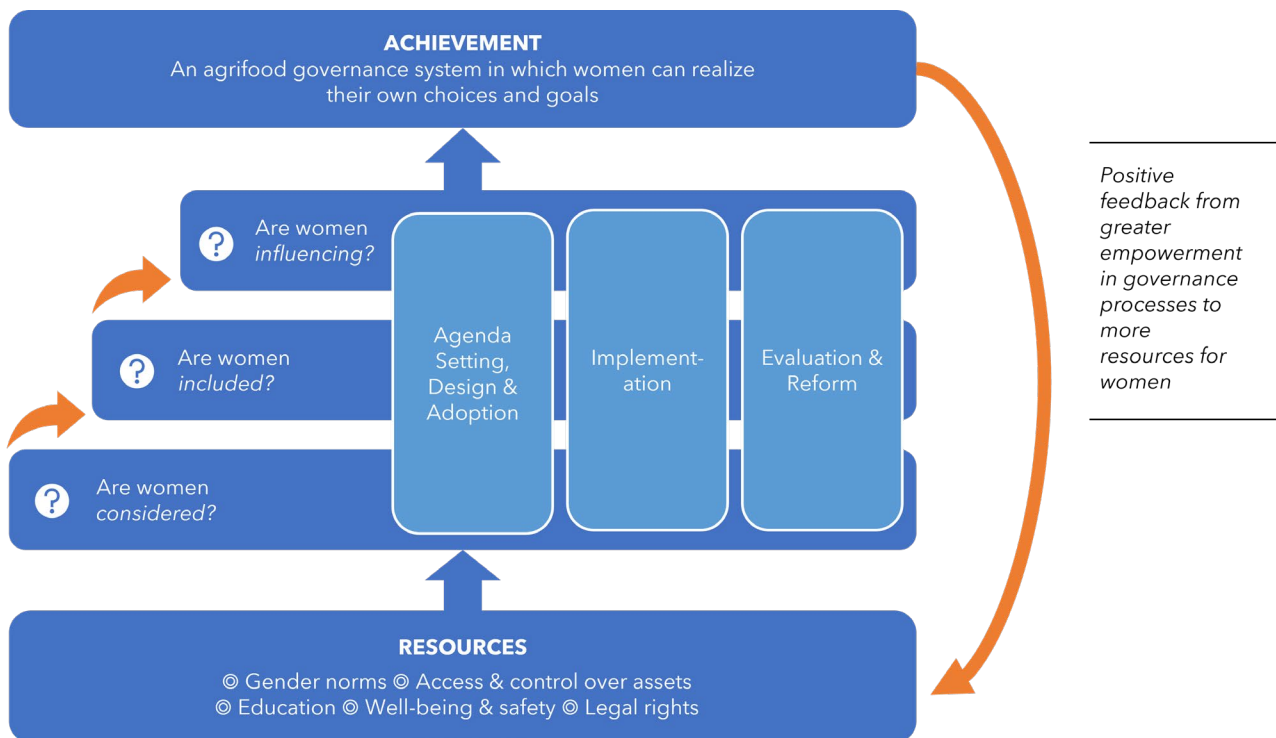 ACHIEVEMENT
An agrifood governance system in which women can realize
their own choices and goals
Are women
influencing?
Are women
included?
Are women
considered?
Agenda
Setting,
Design &
Adoption
Implement-
ation
Evaluation &
Reform
RESOURCES
◎ Gender norms ◎ Access & control over assets
◎ Education ◎ Well-being & safety ◎ Legal rights
Positive
feedback from
greater
empowerment
in governance
processes to
more
resources for
women